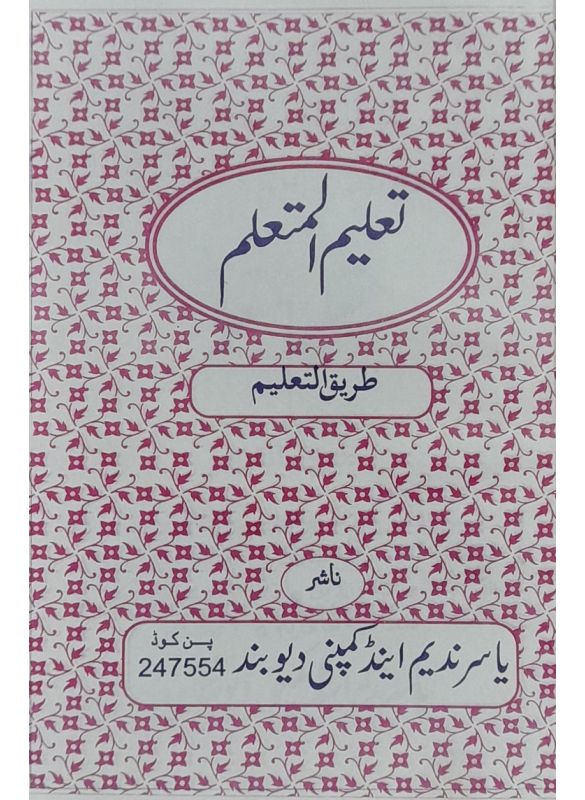 تعلیم المتعلم
طریق التعلیم
ناشر
یاسر ندیم اینڈ کمپنی دیوبند پن کوڈ 247554